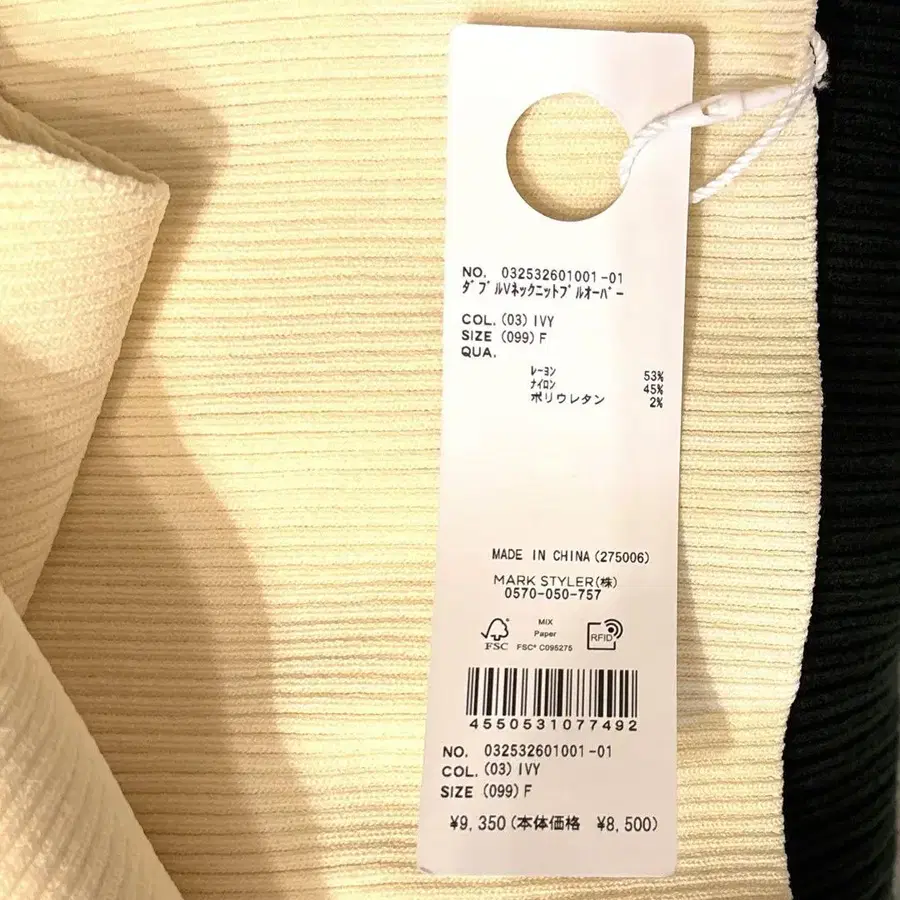 NO. 032532601001-01
ダブルVネックニットプルオーバー
COL.(03)IVY
SIZE (099)F
QUA.
レーヨン 53%
ナイロン 45%
ポリウレタン 2%
MADE IN CHINA(275006)
MARK STYLER(株)
0570-050-757
MIX
Paper
FSC FSC® C095275
RFID
4550531077492
NO. 032532601001-01
COL.(03)IVY
SIZE (099)F
¥9,350(本体価格 ¥8,500)